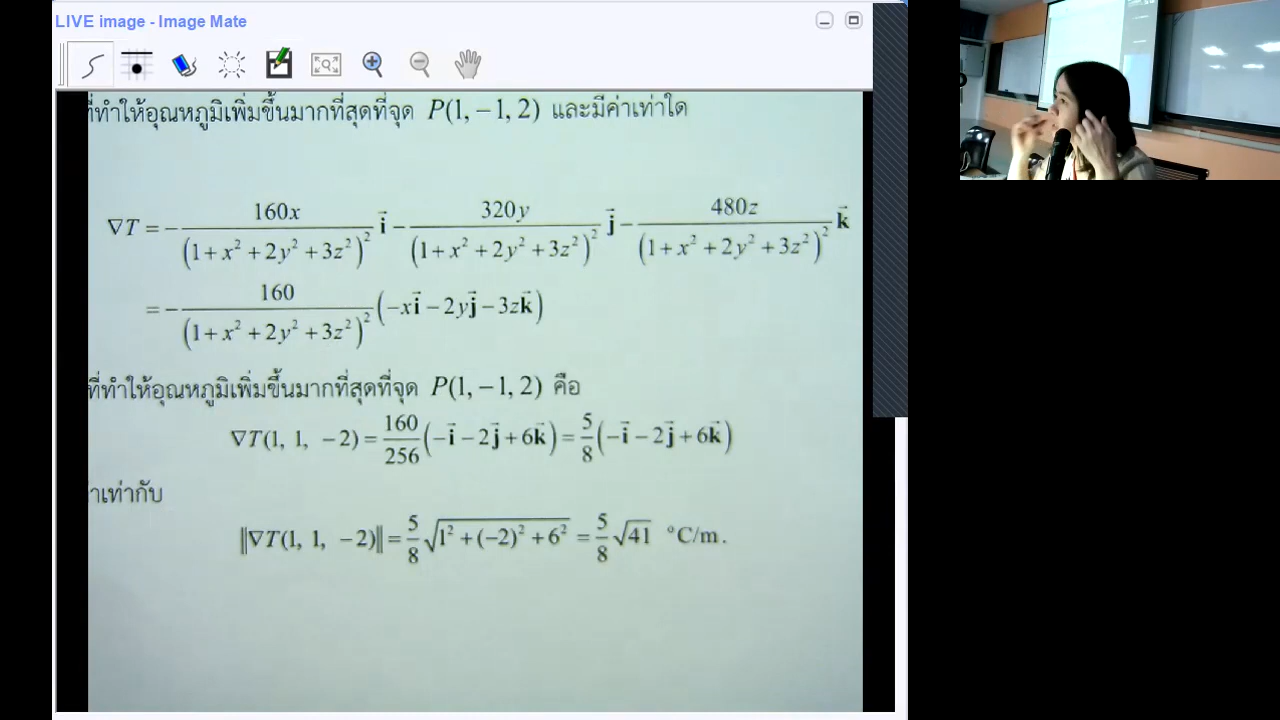 LIVE image - Image Mate
ที่ทำให้อุณหภูมิเพิ่มขึ้นมากที่สุดที่จุด P(1, −1, 2) และมีค่าเท่าใด
∇T = − 160x / (1 + x² + 2y² + 3z²)² i⃗ − 320y / (1 + x² + 2y² + 3z²)² j⃗ − 480z / (1 + x² + 2y² + 3z²)² k⃗
= − 160 / (1 + x² + 2y² + 3z²)² (−x i⃗ − 2y j⃗ − 3z k⃗)
ที่ทำให้อุณหภูมิเพิ่มขึ้นมากที่สุดที่จุด P(1, −1, 2) คือ
∇T(1, 1, −2) = 160/256 (−i⃗ − 2j⃗ + 6k⃗) = 5/8 (−i⃗ − 2j⃗ + 6k⃗)
าเท่ากับ
‖∇T(1, 1, −2)‖ = 5/8 √(1² + (−2)² + 6²) = 5/8 √41 °C/m.